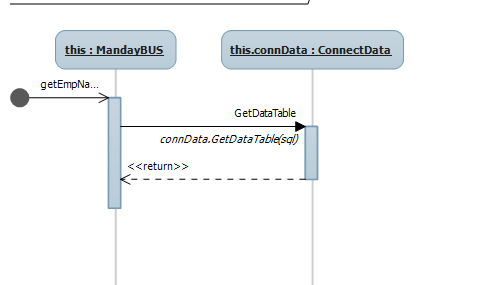 this : MandayBUS
this.connData : ConnectData
getEmpNa...
GetDataTable
connData.GetDataTable(sql)
<<return>>